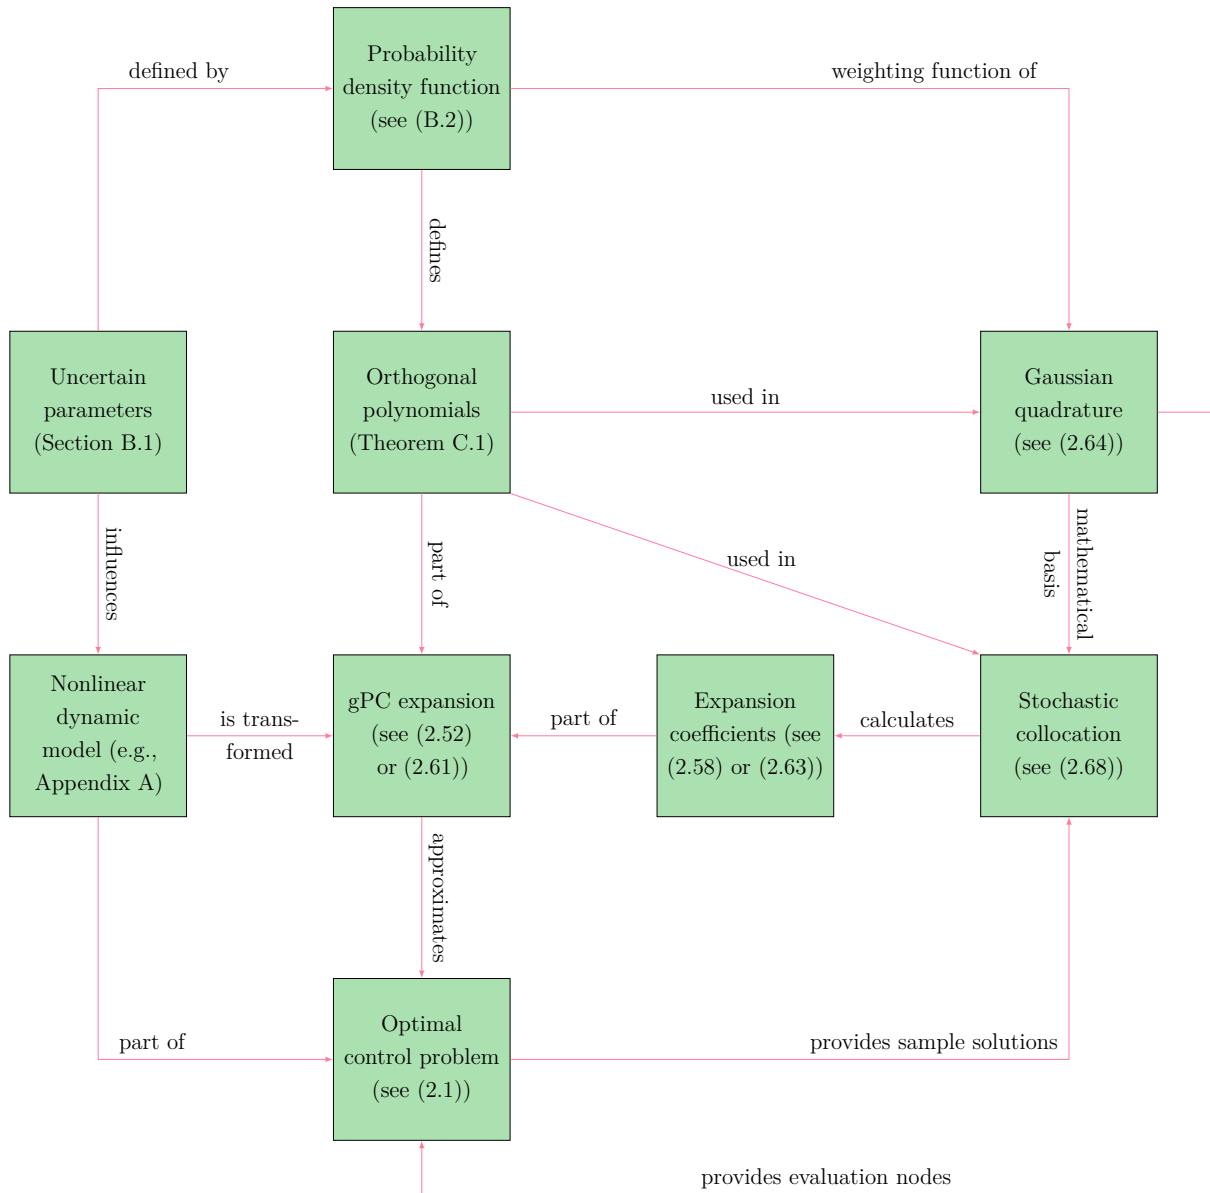 Probability
density function
(see (B.2))
defined by
weighting function of
defines
Uncertain
parameters
(Section B.1)
Orthogonal
polynomials
(Theorem C.1)
used in
Gaussian
quadrature
(see (2.64))
influences
part of
used in
mathematical
basis
Nonlinear
dynamic
model (e.g.,
Appendix A)
is trans-
formed
gPC expansion
(see (2.52)
or (2.61))
part of
Expansion
coefficients (see
(2.58) or (2.63))
calculates
Stochastic
collocation
(see (2.68))
approximates
part of
Optimal
control problem
(see (2.1))
provides sample solutions
provides evaluation nodes